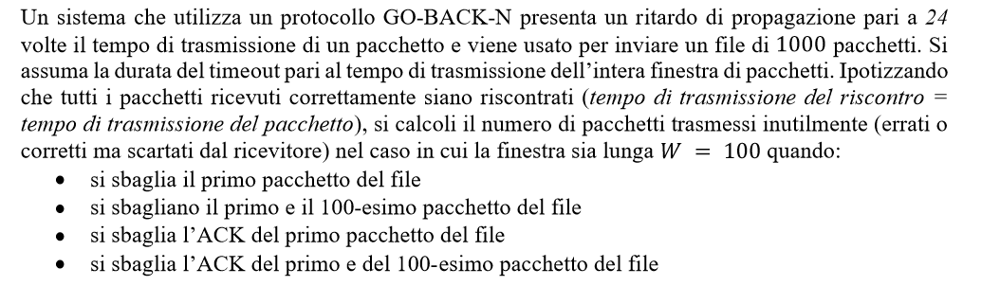 Un sistema che utilizza un protocollo GO-BACK-N presenta un ritardo di propagazione pari a 24
volte il tempo di trasmissione di un pacchetto e viene usato per inviare un file di 1000 pacchetti. Si
assuma la durata del timeout pari al tempo di trasmissione dell'intera finestra di pacchetti. Ipotizzando
che tutti i pacchetti ricevuti correttamente siano riscontrati (tempo di trasmissione del riscontro =
tempo di trasmissione del pacchetto), si calcoli il numero di pacchetti trasmessi inutilmente (errati o
corretti ma scartati dal ricevitore) nel caso in cui la finestra sia lunga W = 100 quando:
• si sbaglia il primo pacchetto del file
• si sbagliano il primo e il 100-esimo pacchetto del file
• si sbaglia l'ACK del primo pacchetto del file
• si sbaglia l'ACK del primo e del 100-esimo pacchetto del file